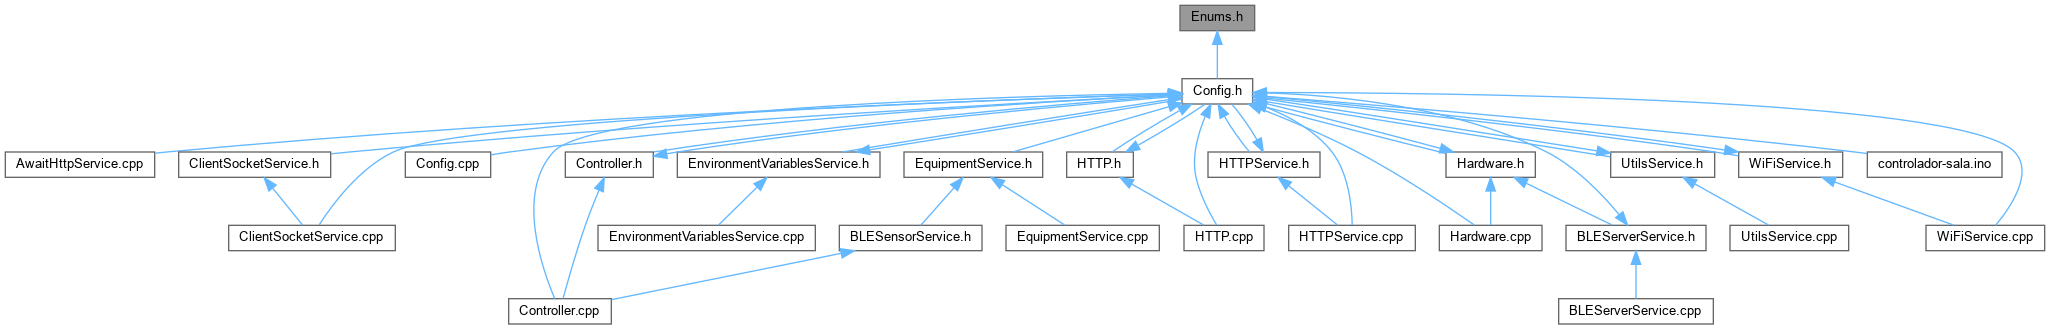 Enums.h
Config.h
AwaitHttpService.cpp
ClientSocketService.h
Config.cpp
Controller.h
EnvironmentVariablesService.h
EquipmentService.h
HTTP.h
HTTPService.h
Hardware.h
UtilsService.h
WiFiService.h
controlador-sala.ino
ClientSocketService.cpp
EnvironmentVariablesService.cpp
BLESensorService.h
EquipmentService.cpp
HTTP.cpp
HTTPService.cpp
Hardware.cpp
BLEServerService.h
UtilsService.cpp
WiFiService.cpp
Controller.cpp
BLEServerService.cpp